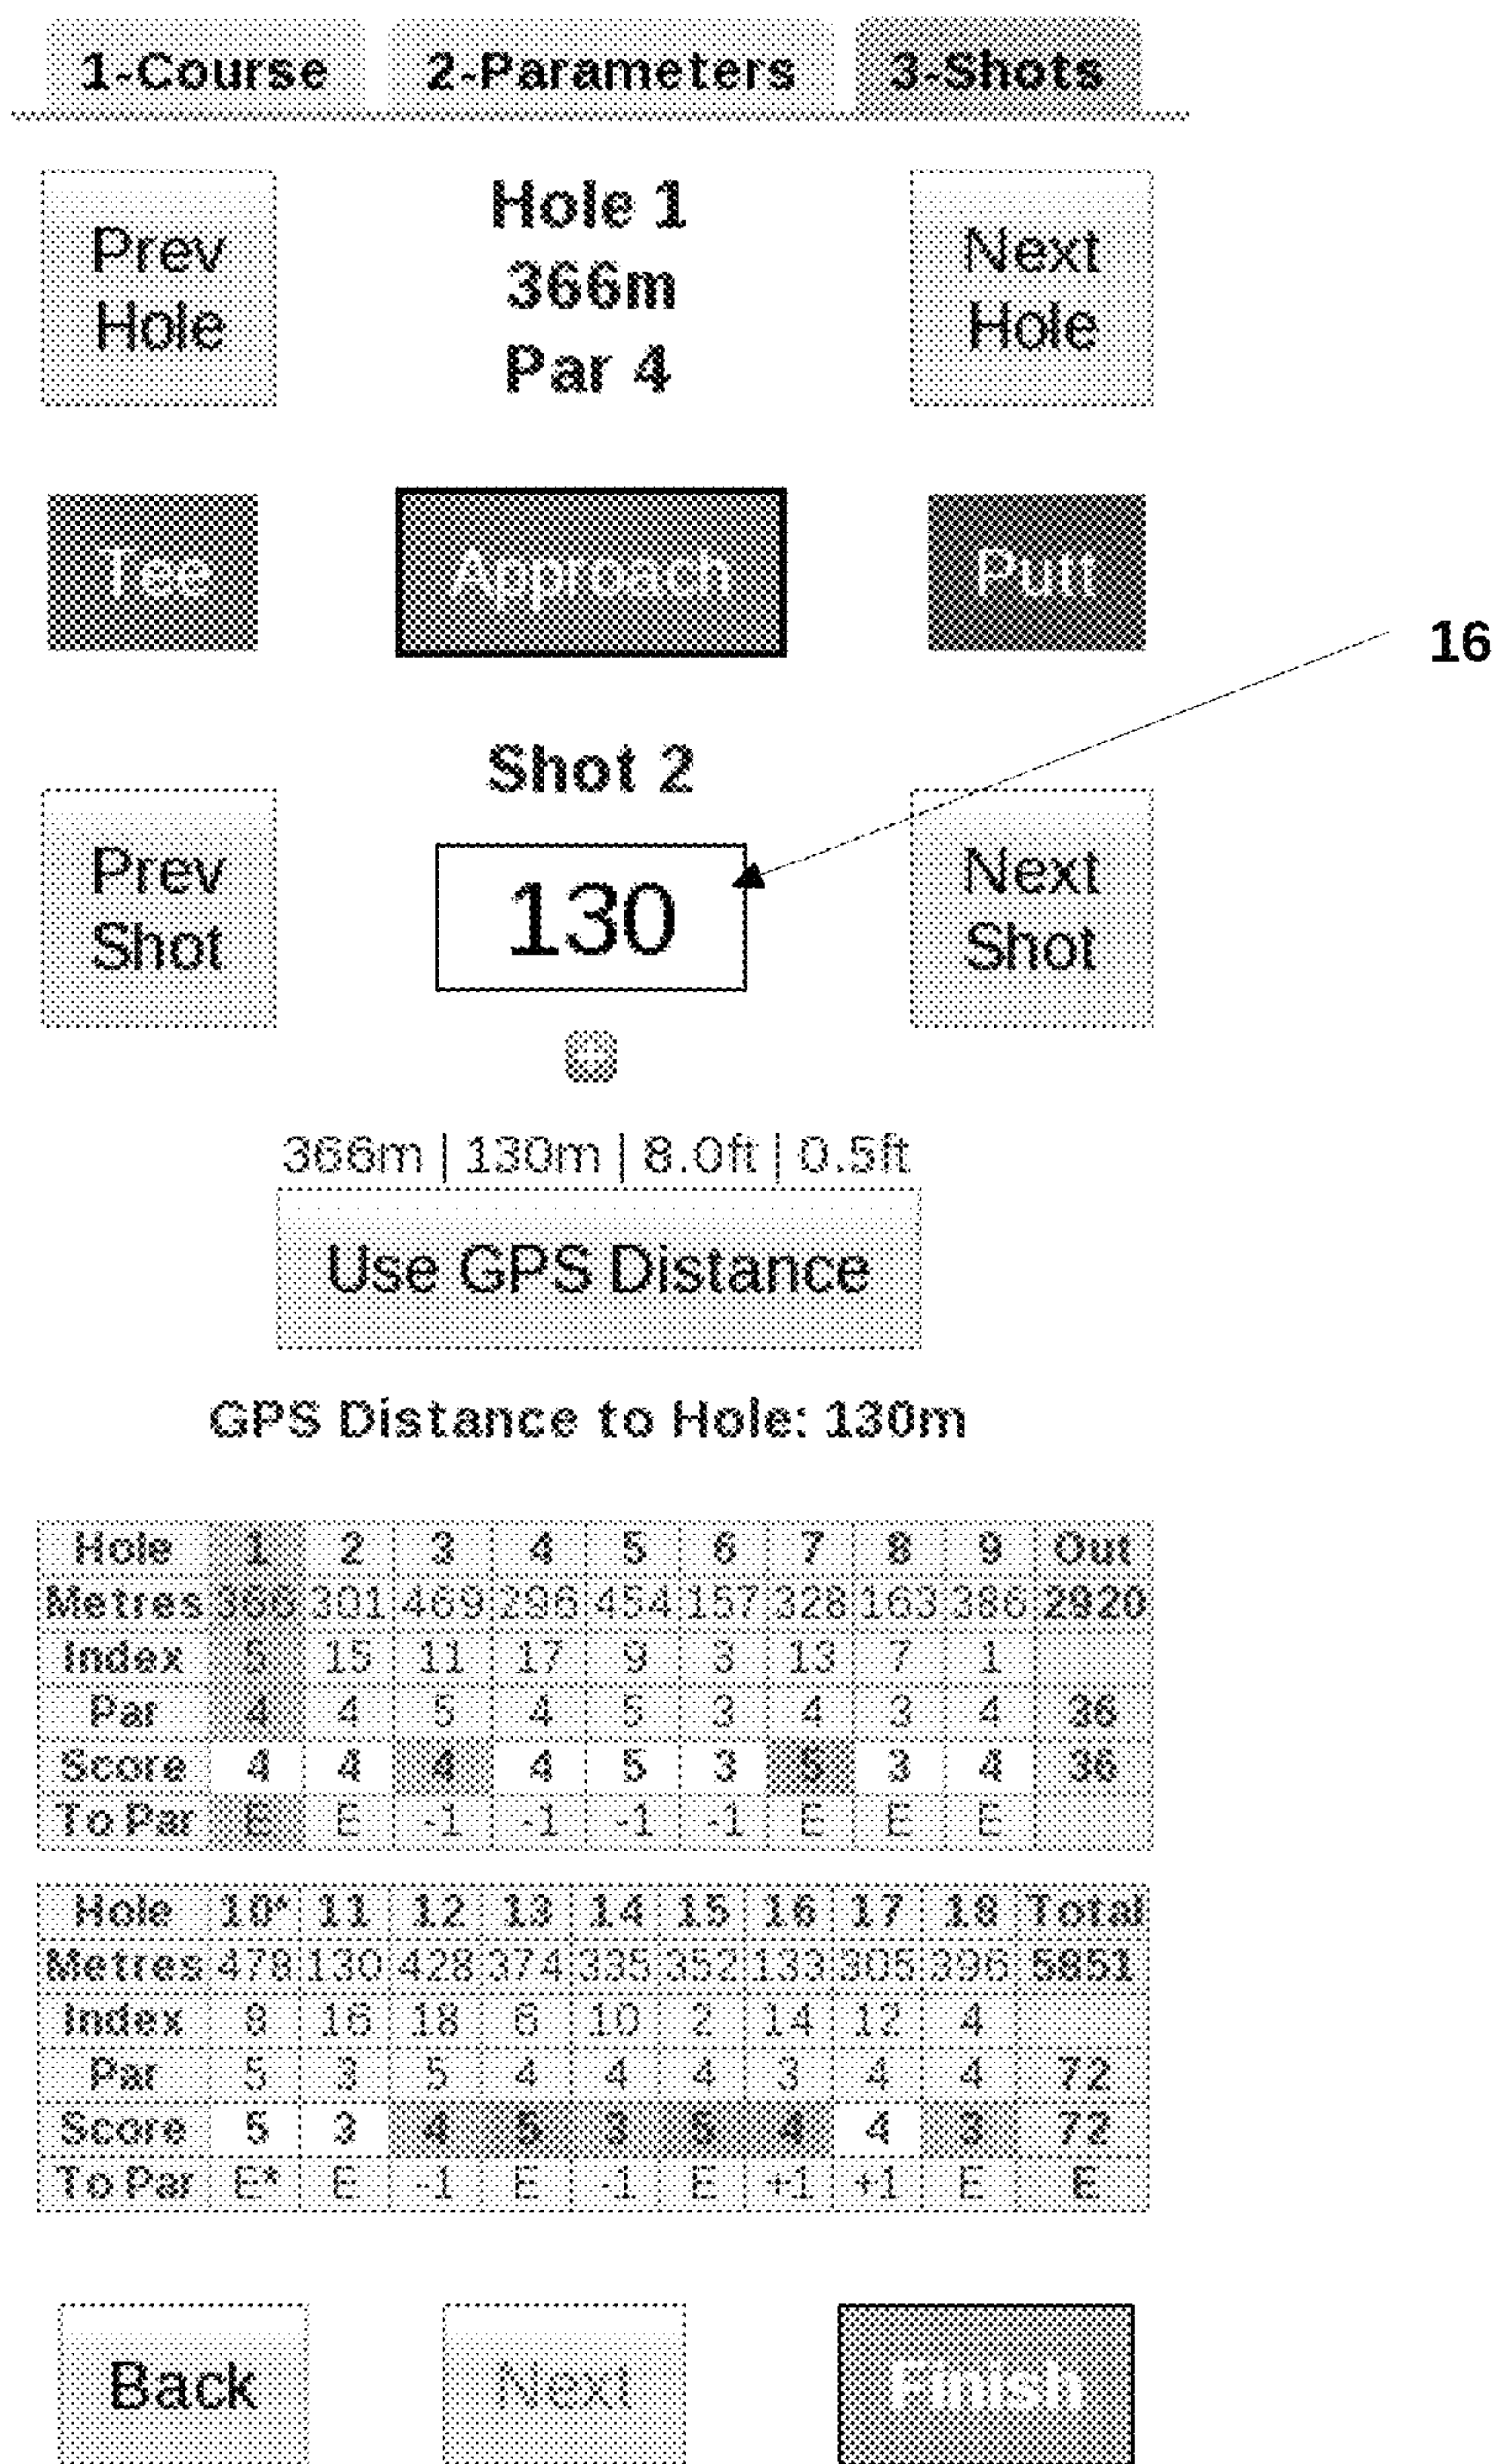 1-Course 2-Parameters 3-Shots
Prev Hole
Hole 1
366m
Par 4
Next Hole
Tee Approach Putt
16
Shot 2
Prev Shot
130
Next Shot
366m | 130m | 8.0ft | 0.5ft
Use GPS Distance
GPS Distance to Hole: 130m
Hole 1 2 3 4 5 6 7 8 9 Out
Metres 366 301 469 296 454 157 328 163 386 2920
Index 5 15 11 17 9 3 13 7 1
Par 4 4 5 4 5 3 4 3 4 36
Score 4 4 4 4 5 3 5 3 4 36
To Par E E -1 -1 -1 -1 E E E
Hole 10* 11 12 13 14 15 16 17 18 Total
Metres 478 130 428 374 335 352 133 305 396 5851
Index 8 16 18 6 10 2 14 12 4
Par 5 3 5 4 4 4 3 4 4 72
Score 5 3 4 5 3 5 4 4 3 72
To Par E* E -1 E -1 E +1 +1 E E
Back Next Finish